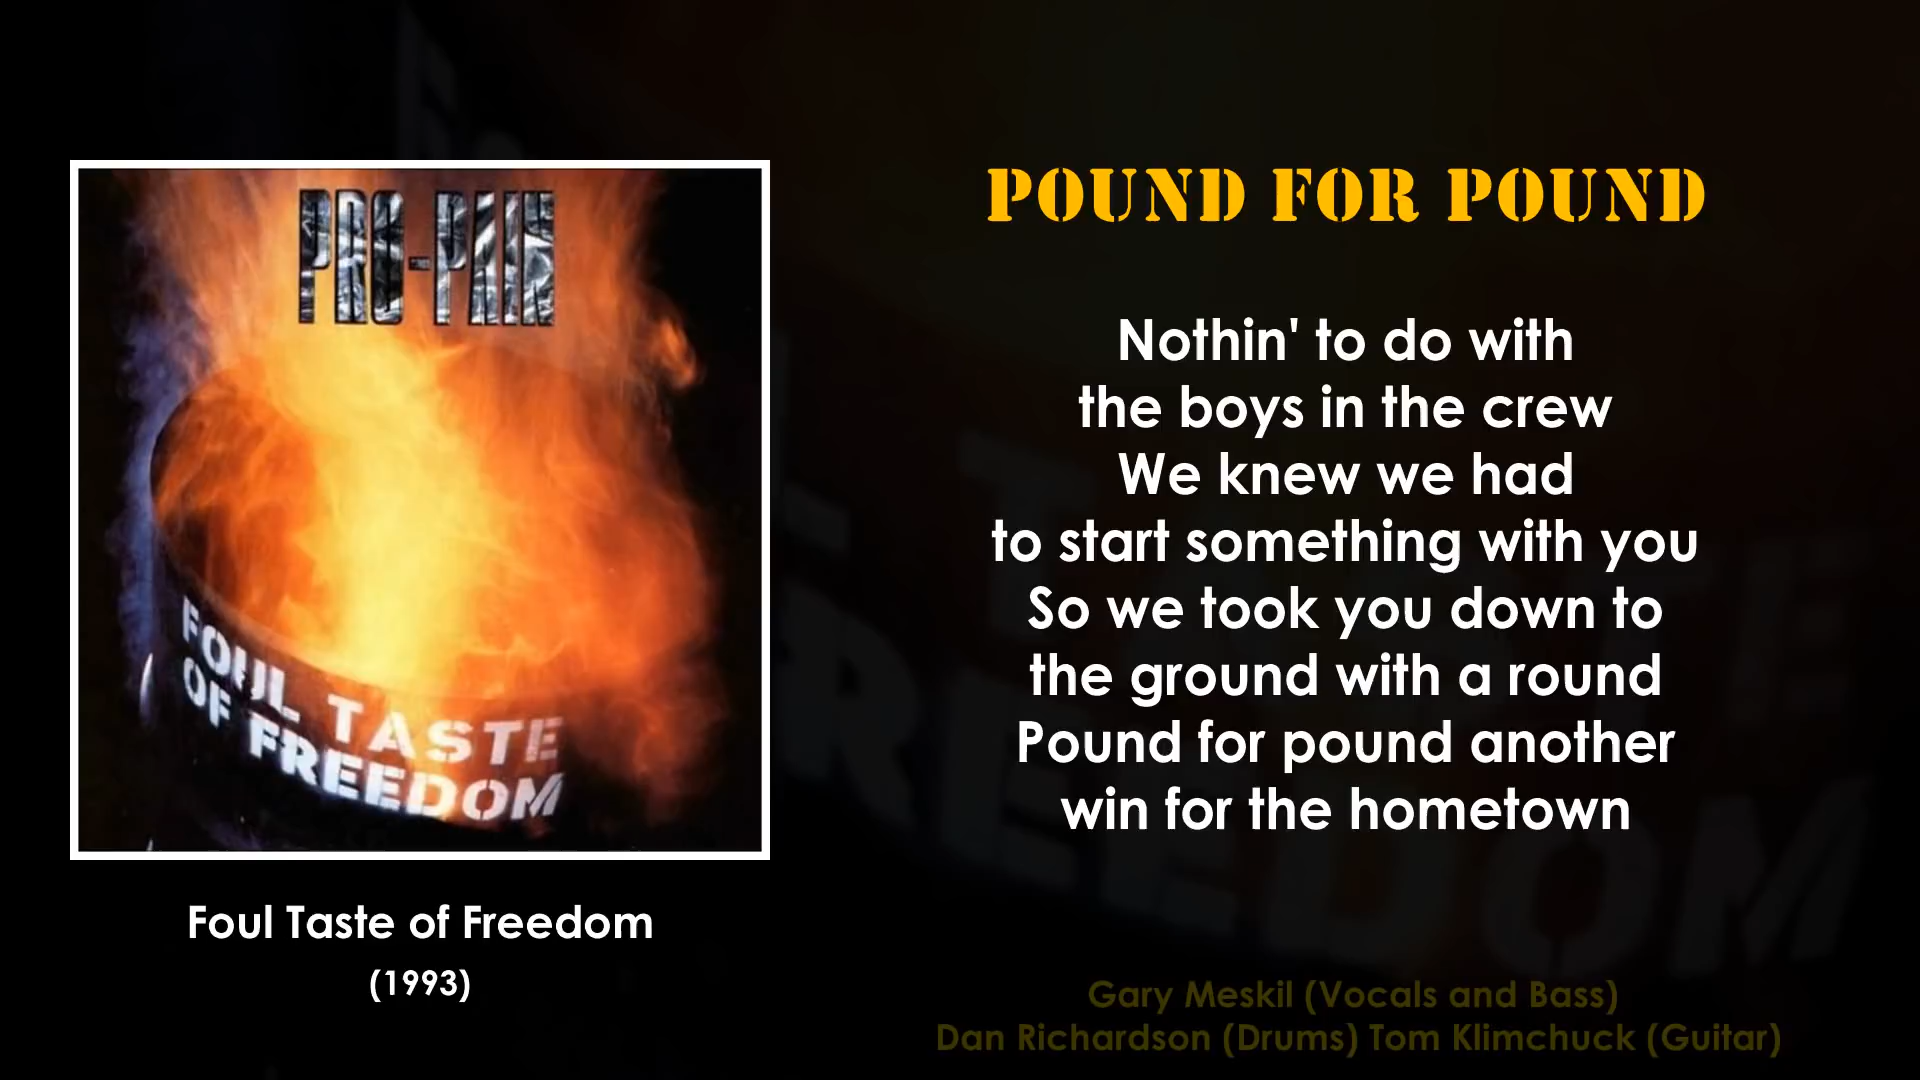 PRO-PAIN
FOUL TASTE
OF FREEDOM
Foul Taste of Freedom
(1993)
POUND FOR POUND
Nothin' to do with
the boys in the crew
We knew we had
to start something with you
So we took you down to
the ground with a round
Pound for pound another
win for the hometown
Gary Meskil (Vocals and Bass)
Dan Richardson (Drums) Tom Klimchuck (Guitar)